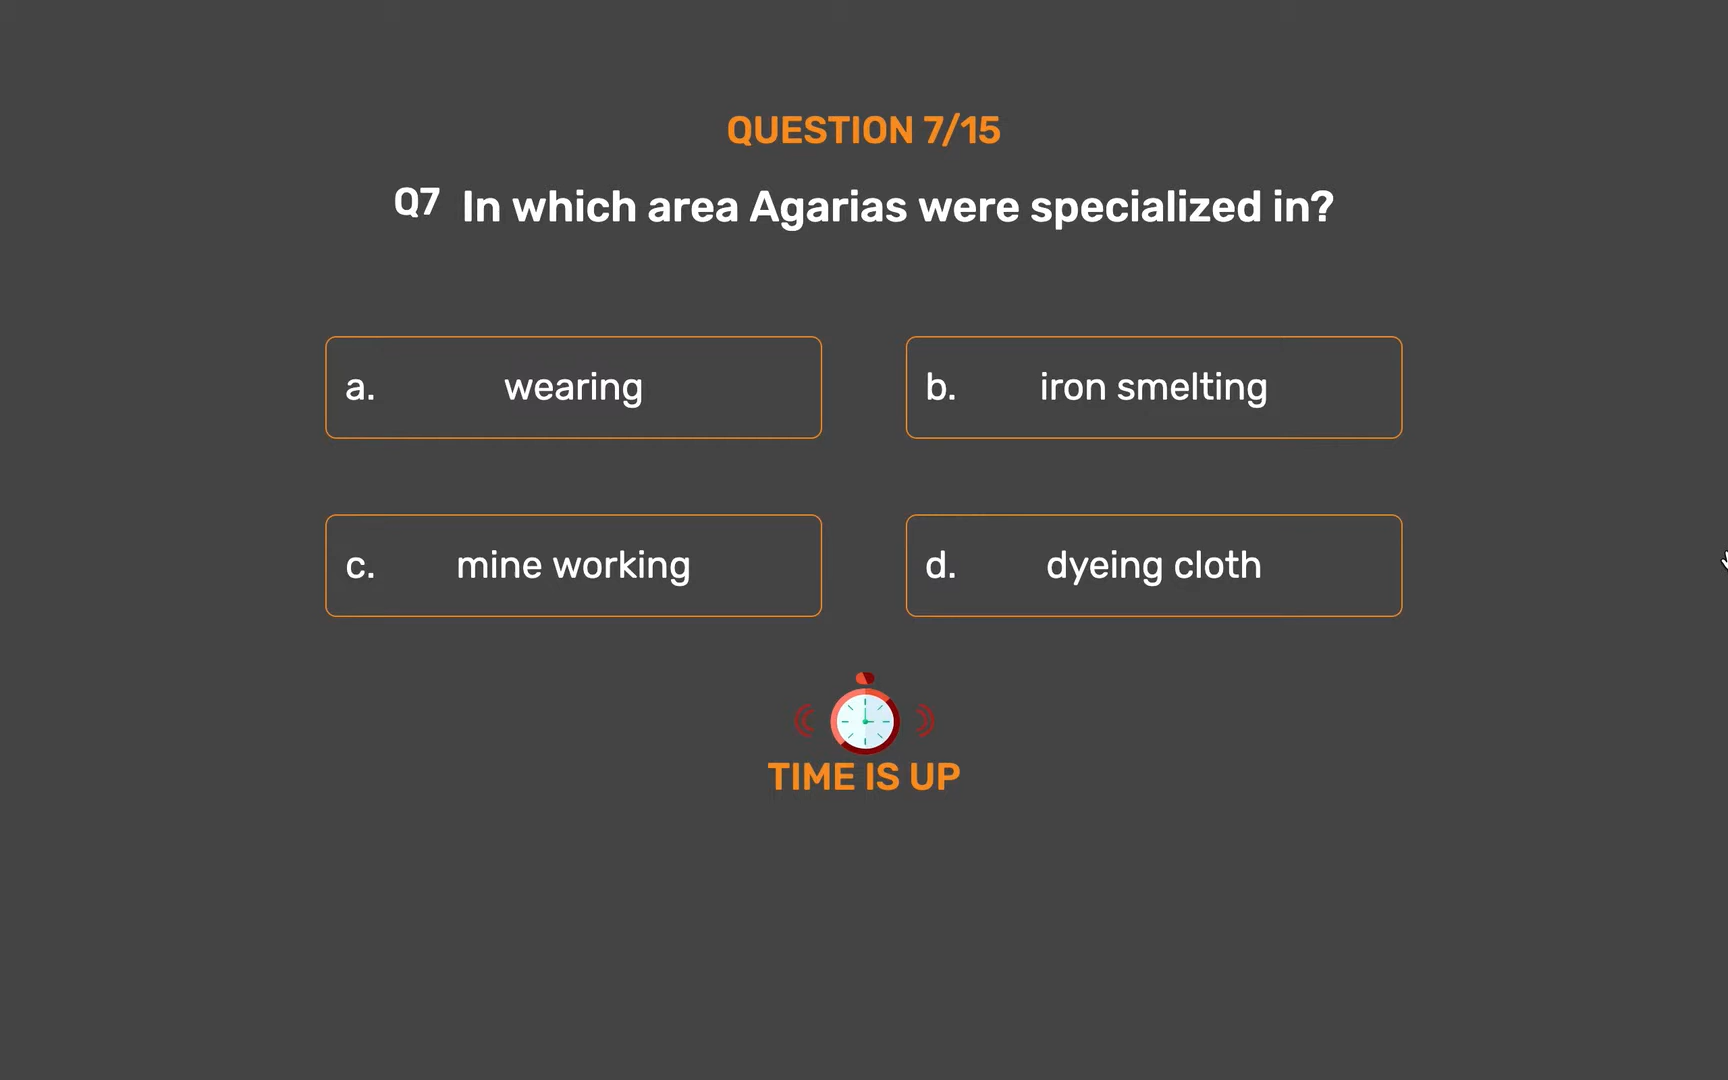 QUESTION 7/15
Q7 In which area Agarias were specialized in?
a. wearing
b. iron smelting
c. mine working
d. dyeing cloth
TIME IS UP